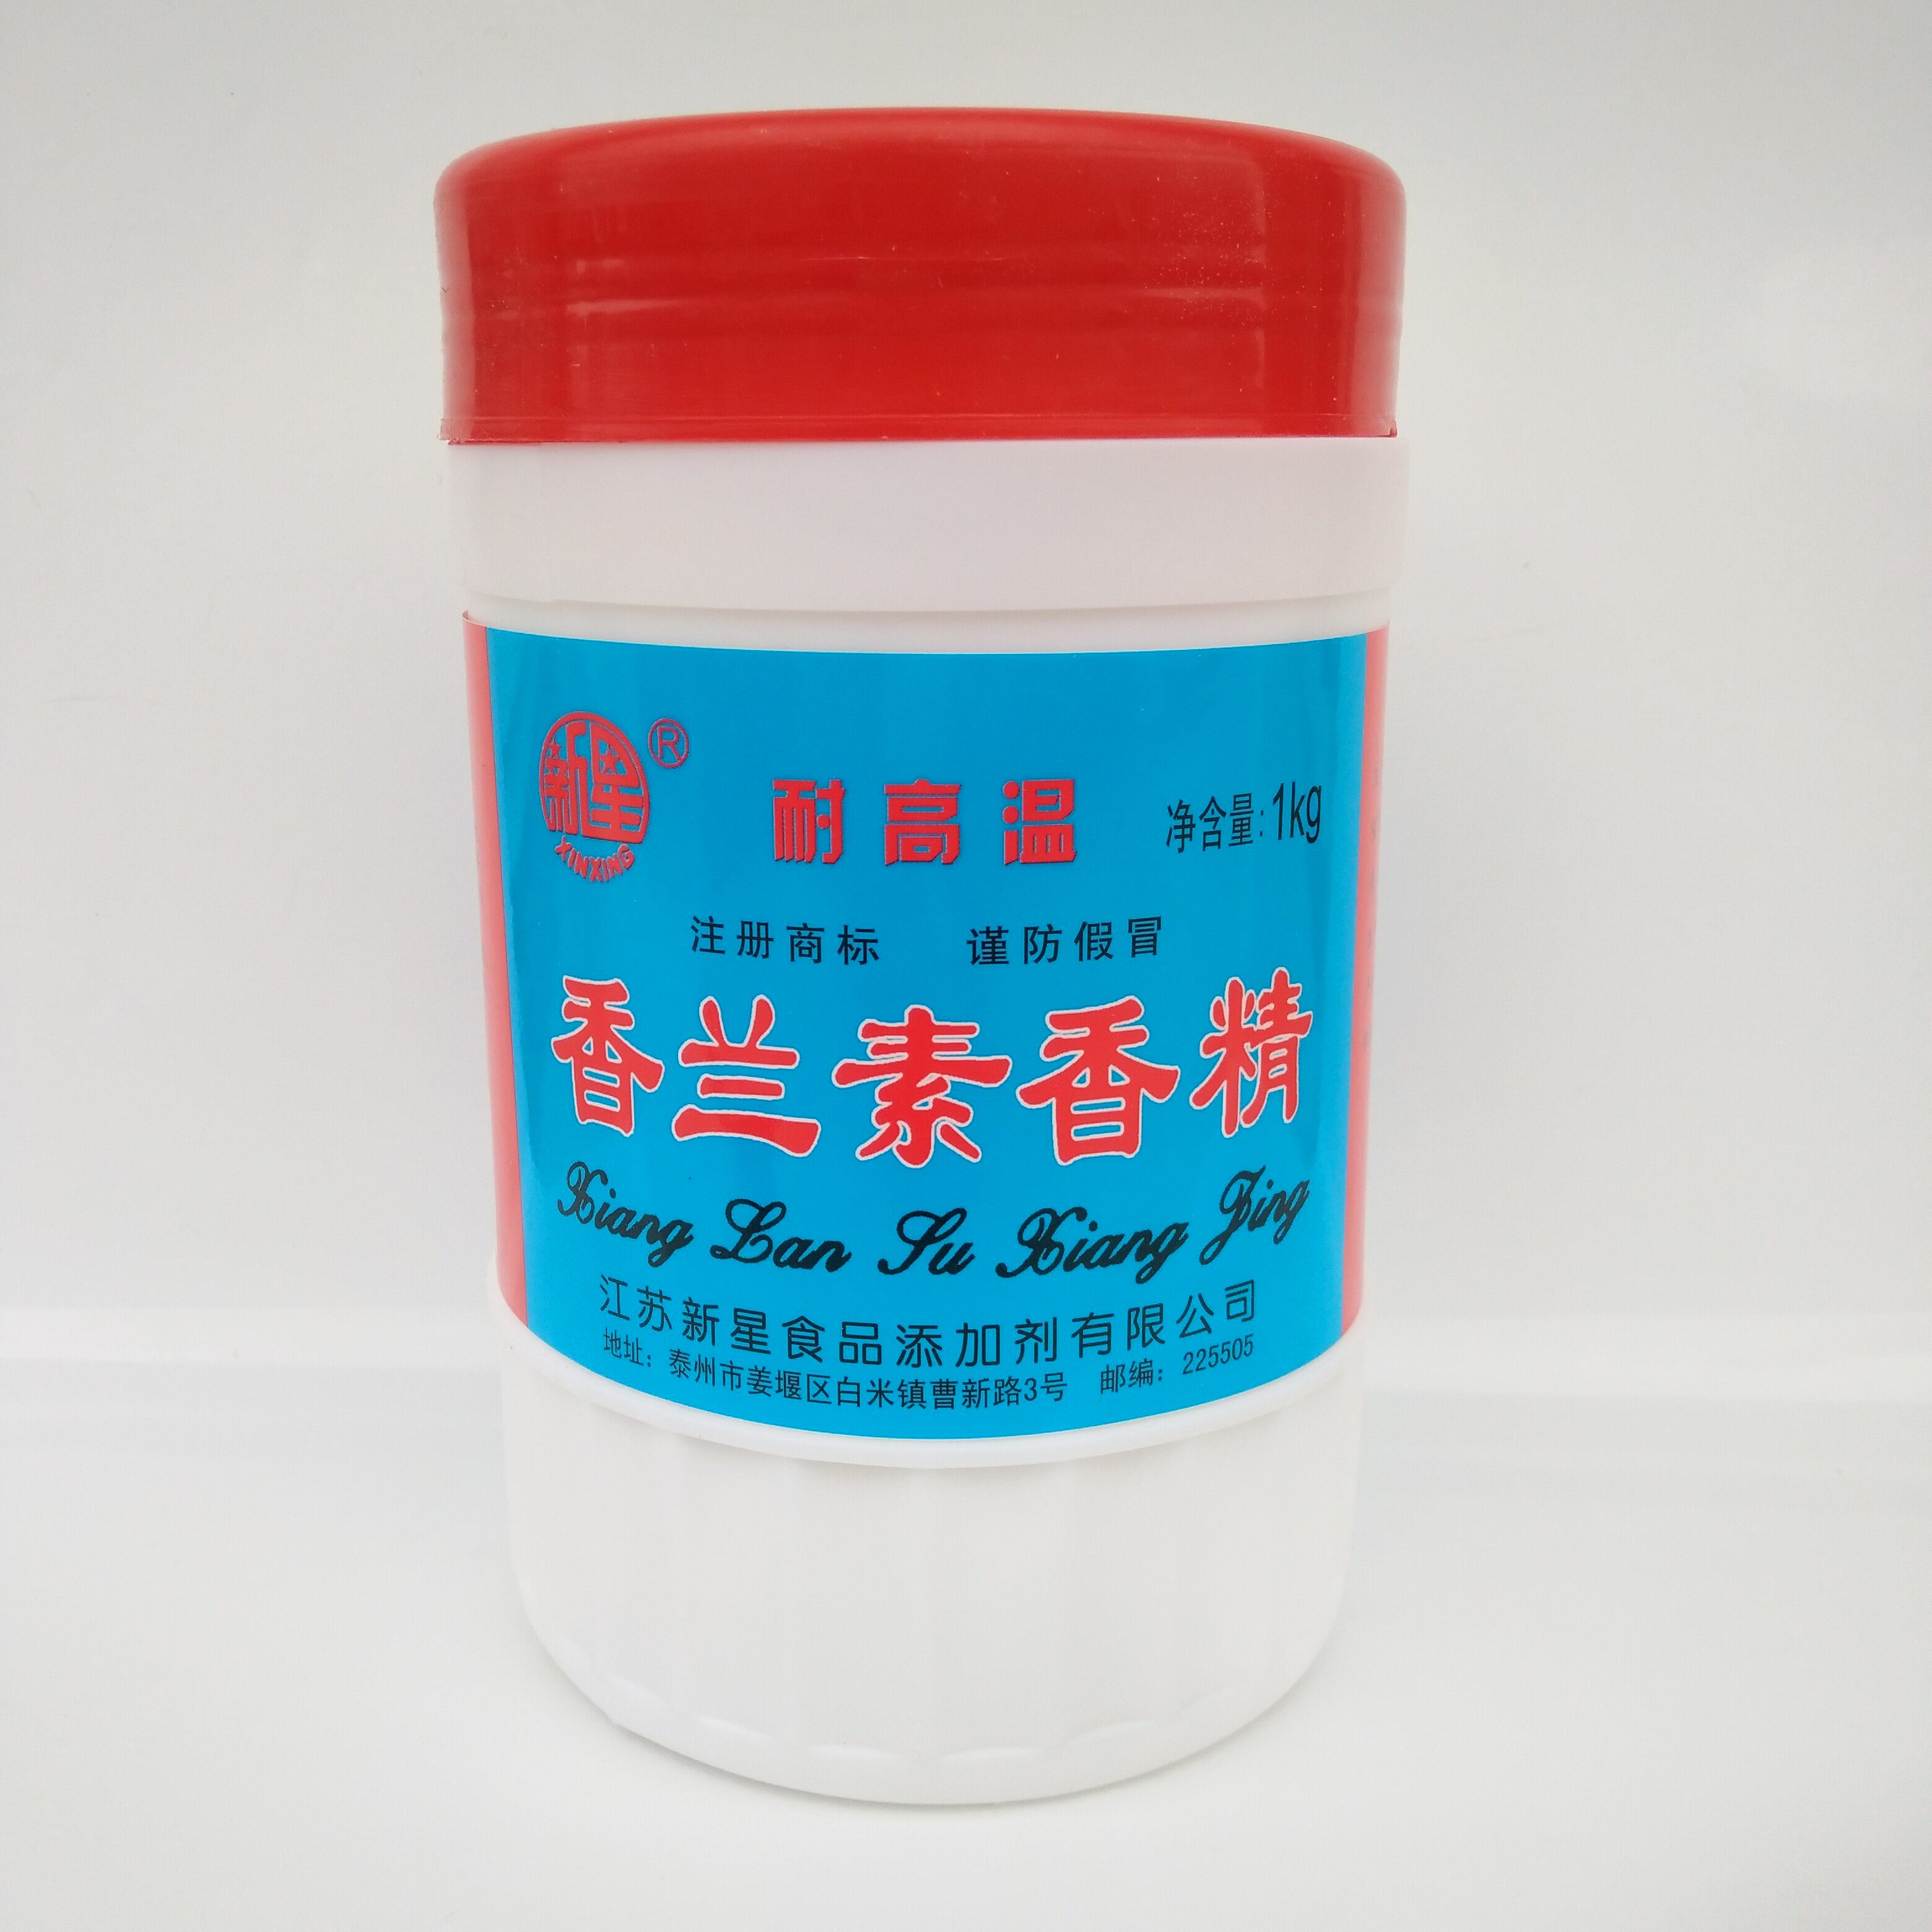 新星®
XINXING
耐高温
净含量:1kg
注册商标 谨防假冒
香兰素香精
Xiang Lan Su Xiang Jing
江苏新星食品添加剂有限公司
地址：泰州市姜堰区白米镇曹新路3号 邮编：225505